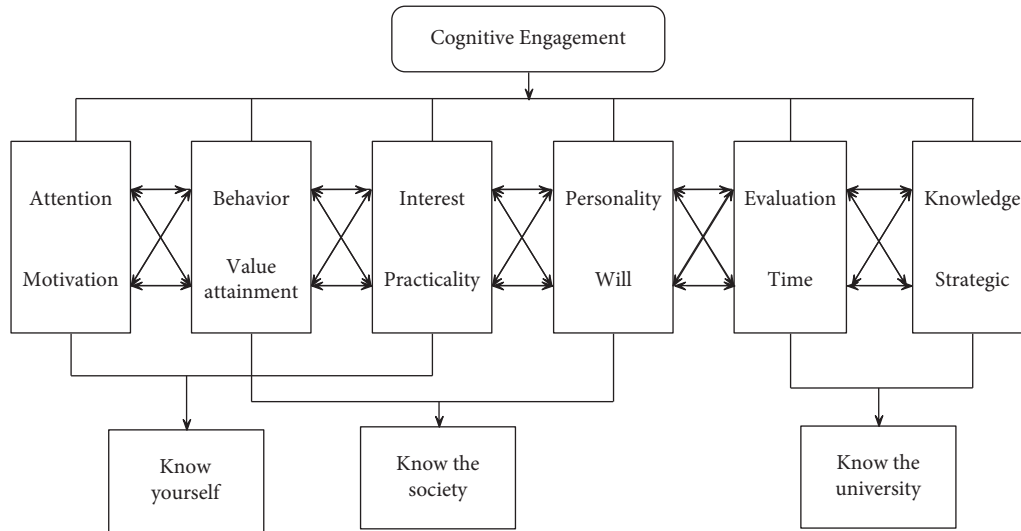 Cognitive Engagement
Attention
Motivation
Behavior
Value
attainment
Interest
Practicality
Personality
Will
Evaluation
Time
Knowledge
Strategic
Know
yourself
Know the
society
Know the
university